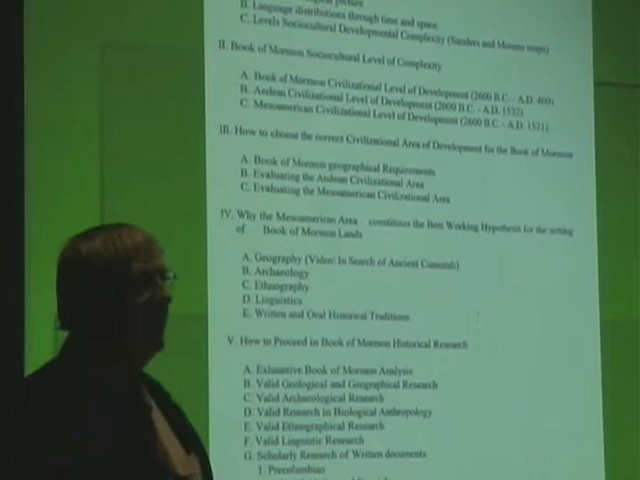 picture
B. Language distributions through time and space
C. Levels Sociocultural Developmental Complexity (Sanders and Marino maps)
II. Book of Mormon Sociocultural Level of Complexity
A. Book of Mormon Civilizational Level of Development (2600 B.C. - A.D. 400)
B. Andean Civilizational Level of Development (2000 B.C. - A.D. 1532)
C. Mesoamerican Civilizational Level of Development (2600 B.C. - A.D. 1521)
III. How to choose the correct Civilizational Area of Development for the Book of Mormon
A. Book of Mormon geographical Requirements
B. Evaluating the Andean Civilizational Area
C. Evaluating the Mesoamerican Civilizational Area
IV. Why the Mesoamerican Area constitutes the Best Working Hypothesis for the setting
of Book of Mormon Lands
A. Geography (Video: In Search of Ancient Cumorah)
B. Archaeology
C. Ethnography
D. Linguistics
E. Written and Oral Historical Traditions
V. How to Proceed in Book of Mormon Historical Research
A. Exhaustive Book of Mormon Analysis
B. Valid Geological and Geographical Research
C. Valid Archaeological Research
D. Valid Research in Biological Anthropology
E. Valid Ethnographical Research
F. Valid Linguistic Research
G. Scholarly Research of Written documents
1. Precolumbian